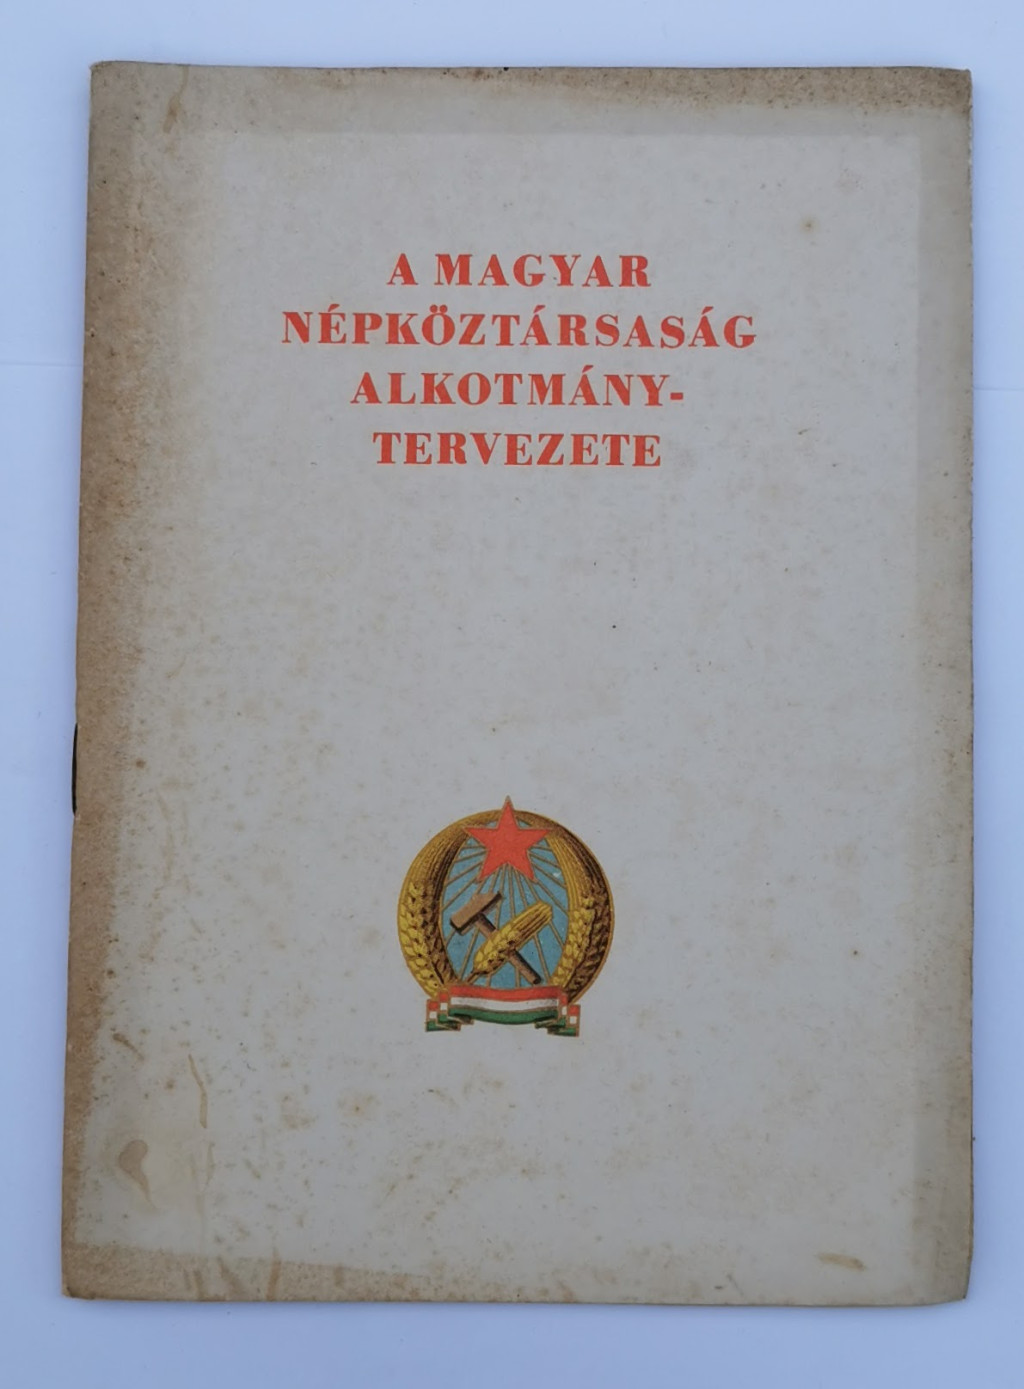 A MAGYAR
NÉPKÖZTÁRSASÁG
ALKOTMÁNY-
TERVEZETE